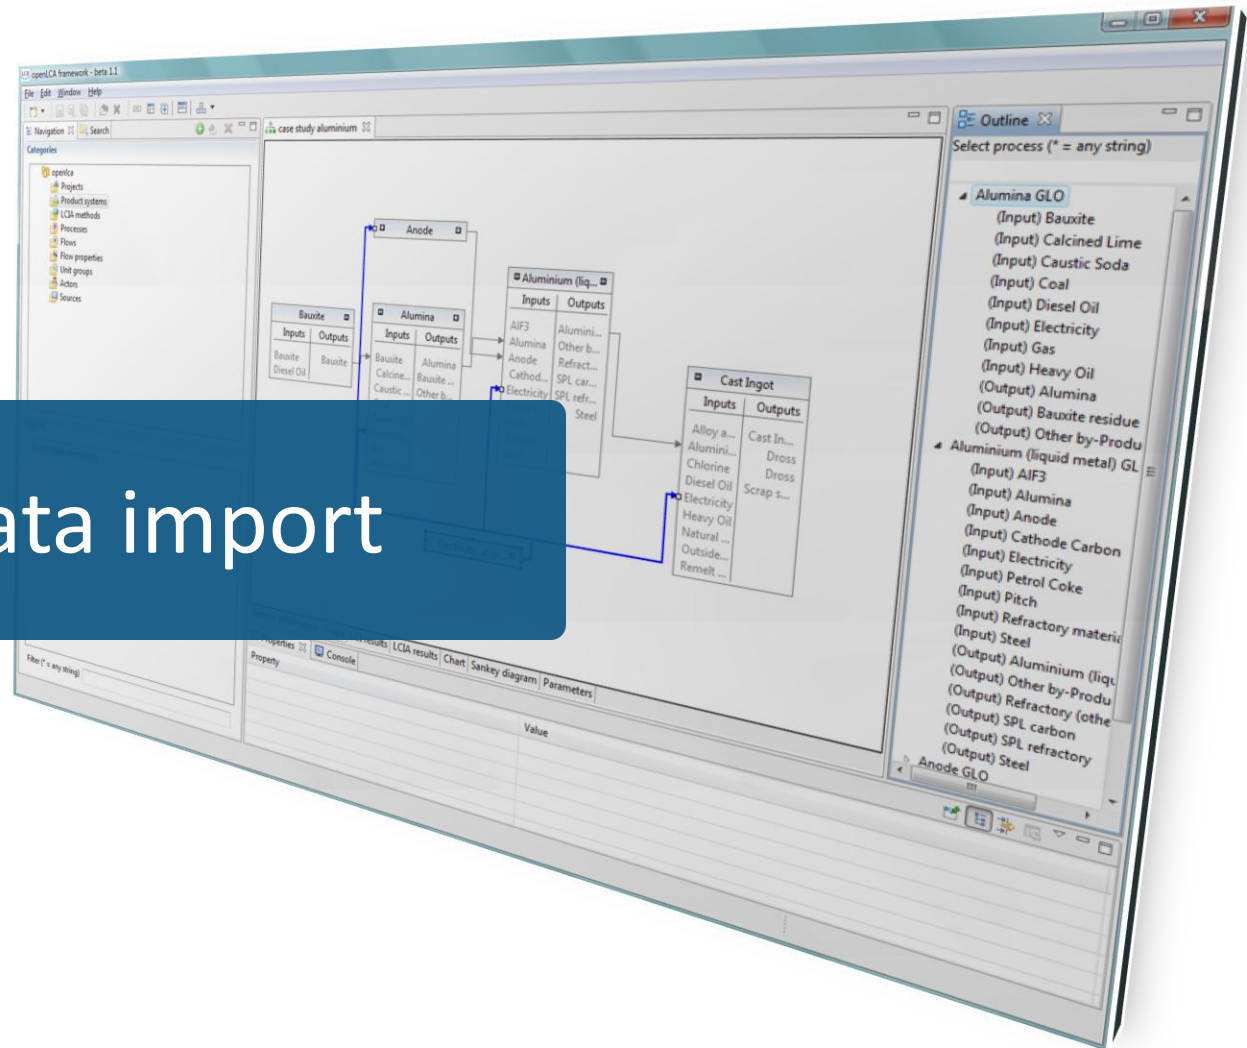 openLCA framework - beta 1.1
File Edit Window Help
Navigation
Search
Categories
openlca
Projects
Product systems
LCIA methods
Processes
Flows
Flow properties
Unit groups
Actors
Sources
Filter (* = any string)
case study aluminium
Anode
Bauxite
Inputs Outputs
Bauxite Bauxite
Diesel Oil
Alumina
Inputs Outputs
Bauxite Alumina
Calcine... Bauxite ...
Caustic ... Other b...
Aluminium (liq...
Inputs Outputs
AlF3 Alumini...
Alumina Other b...
Anode Refract...
Cathod... SPL car...
Electricity SPL refr...
Steel
Cast Ingot
Inputs Outputs
Alloy a... Cast In...
Alumini... Dross
Chlorine Dross
Diesel Oil Scrap s...
Electricity
Heavy Oil
Natural ...
Outside...
Remelt ...
ata import
results LCIA results Chart Sankey diagram Parameters
Properties Console
Property Value
Outline
Select process (* = any string)
Alumina GLO
(Input) Bauxite
(Input) Calcined Lime
(Input) Caustic Soda
(Input) Coal
(Input) Diesel Oil
(Input) Electricity
(Input) Gas
(Input) Heavy Oil
(Output) Alumina
(Output) Bauxite residue
(Output) Other by-Produ
Aluminium (liquid metal) GL
(Input) AlF3
(Input) Alumina
(Input) Anode
(Input) Cathode Carbon
(Input) Electricity
(Input) Petrol Coke
(Input) Pitch
(Input) Refractory materia
(Input) Steel
(Output) Aluminium (liqu
(Output) Other by-Produ
(Output) Refractory (othe
(Output) SPL carbon
(Output) SPL refractory
(Output) Steel
Anode GLO